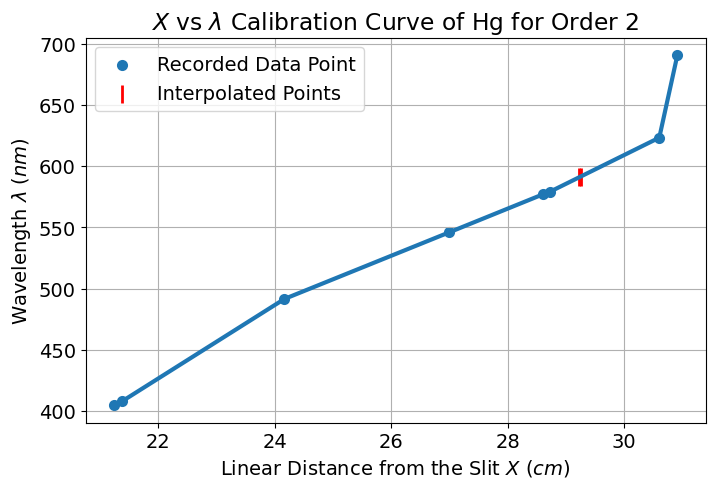 X vs λ Calibration Curve of Hg for Order 2
Recorded Data Point
Interpolated Points
Wavelength λ (nm)
700
650
600
550
500
450
400
22 24 26 28 30
Linear Distance from the Slit X (cm)